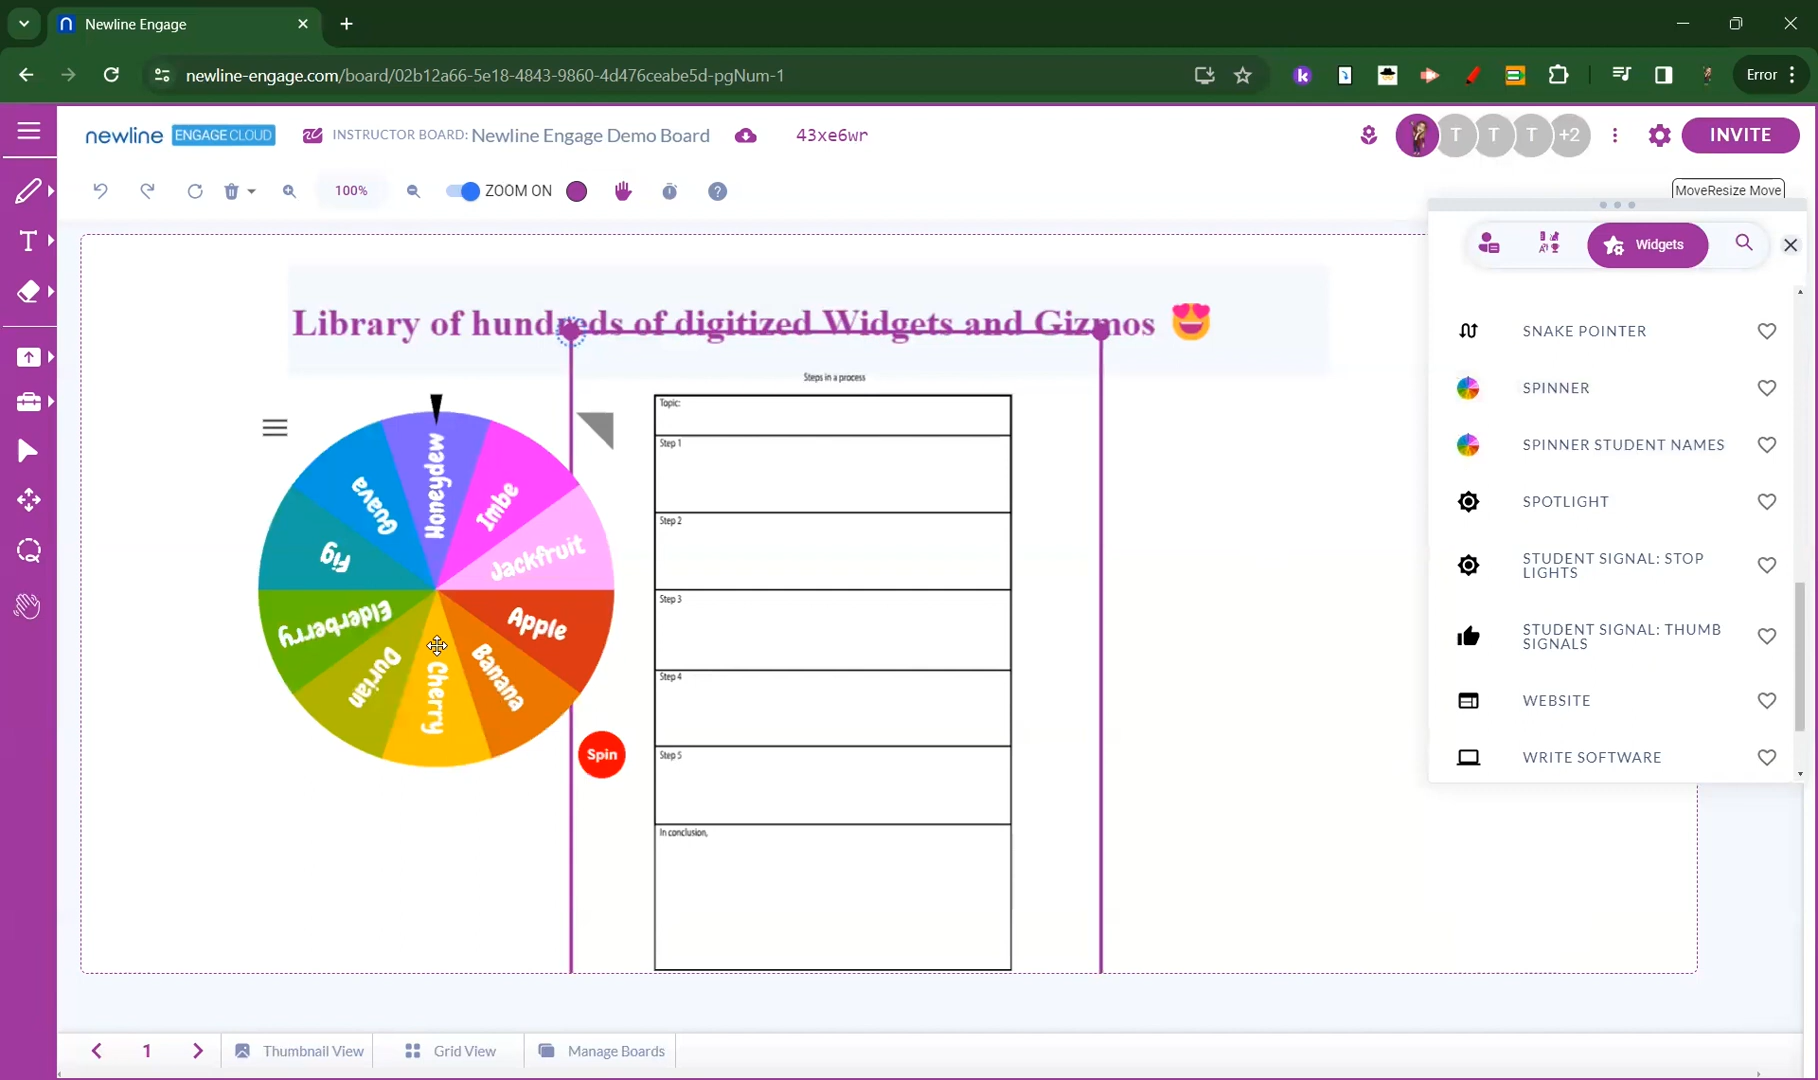 Newline Engage
newline-engage.com/board/02b12a66-5e18-4843-9860-4d476ceabe5d-pgNum-1
Error
newline ENGAGE CLOUD
INSTRUCTOR BOARD: Newline Engage Demo Board
43xe6wr
T T T +2
INVITE
100%
ZOOM ON
MoveResize Move
Widgets
Library of hundreds of digitized Widgets and Gizmos 😍
Honeydew
Imbe
Jackfruit
Apple
Banana
Cherry
Durian
Elderberry
Fig
Guava
Spin
Steps in a process
Topic:
Step 1
Step 2
Step 3
Step 4
Step 5
In conclusion,
SNAKE POINTER
SPINNER
SPINNER STUDENT NAMES
SPOTLIGHT
STUDENT SIGNAL: STOP
LIGHTS
STUDENT SIGNAL: THUMB
SIGNALS
WEBSITE
WRITE SOFTWARE
1
Thumbnail View
Grid View
Manage Boards